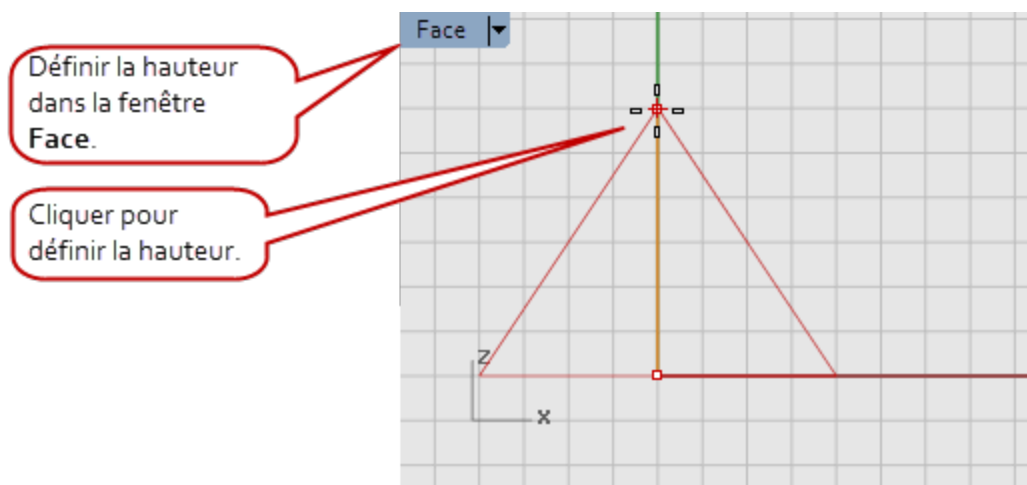 Face
Définir la hauteur
dans la fenêtre
Face.
Cliquer pour
définir la hauteur.
z
x